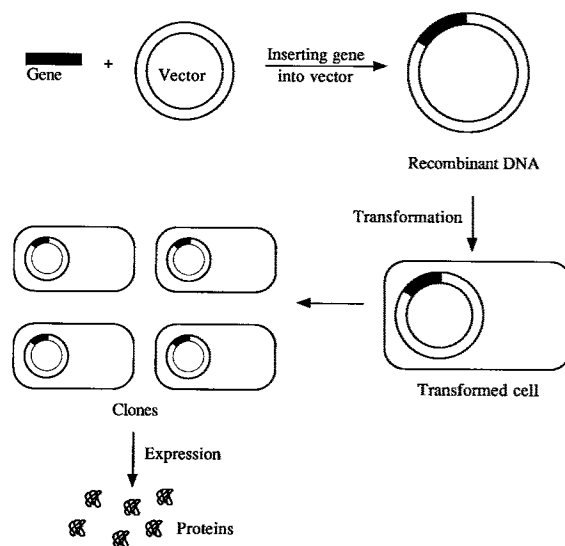 Gene
+
Vector
Inserting gene
into vector
Recombinant DNA
Transformation
Transformed cell
Clones
Expression
Proteins